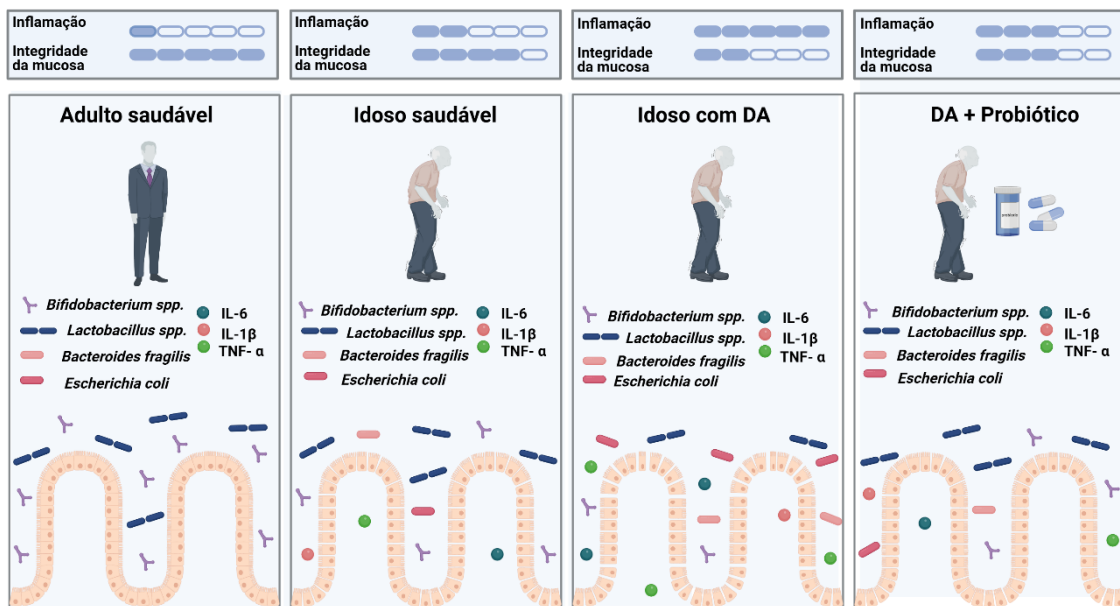 Inflamação
Integridade
da mucosa
Adulto saudável
Bifidobacterium spp.
Lactobacillus spp.
Bacteroides fragilis
Escherichia coli
IL-6
IL-1β
TNF- α
Inflamação
Integridade
da mucosa
Idoso saudável
Bifidobacterium spp.
Lactobacillus spp.
Bacteroides fragilis
Escherichia coli
IL-6
IL-1β
TNF- α
Inflamação
Integridade
da mucosa
Idoso com DA
Bifidobacterium spp.
Lactobacillus spp.
Bacteroides fragilis
Escherichia coli
IL-6
IL-1β
TNF- α
Inflamação
Integridade
da mucosa
DA + Probiótico
Bifidobacterium spp.
Lactobacillus spp.
Bacteroides fragilis
Escherichia coli
IL-6
IL-1β
TNF- α